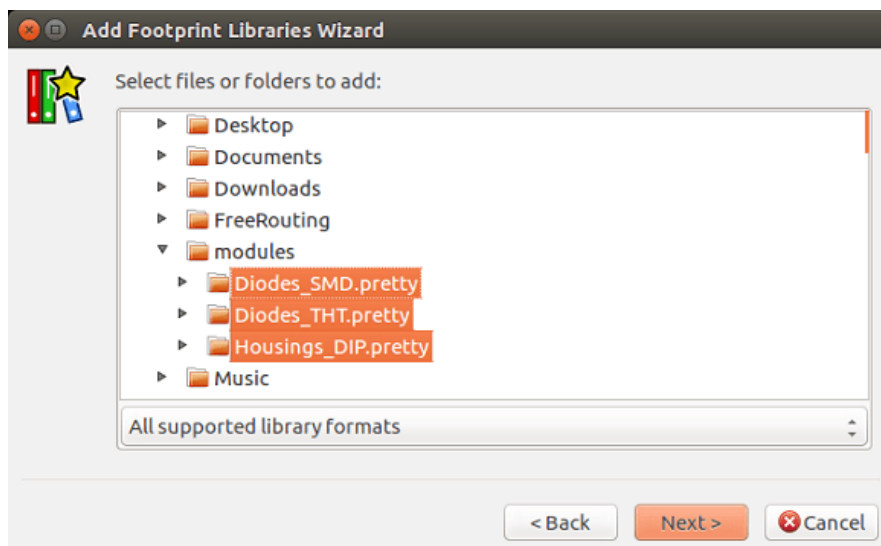 Add Footprint Libraries Wizard
Select files or folders to add:
Desktop
Documents
Downloads
FreeRouting
modules
Diodes_SMD.pretty
Diodes_THT.pretty
Housings_DIP.pretty
Music
All supported library formats
< Back Next > Cancel